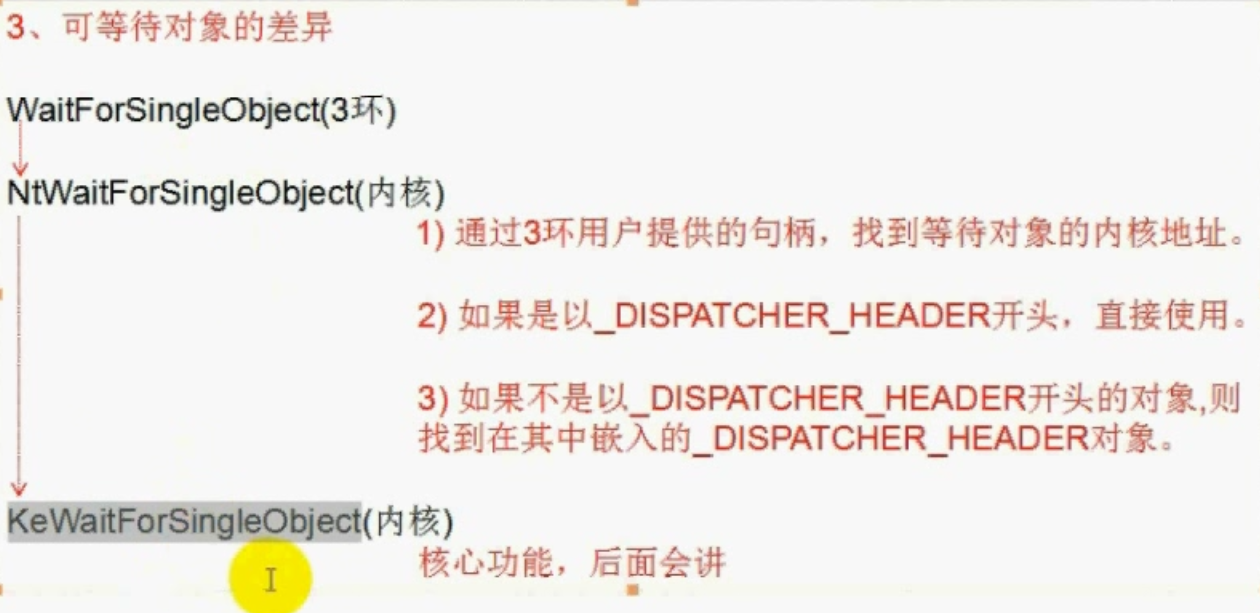 3、可等待对象的差异
WaitForSingleObject(3环)
NtWaitForSingleObject(内核)
1) 通过3环用户提供的句柄，找到等待对象的内核地址。
2) 如果是以_DISPATCHER_HEADER开头，直接使用。
3) 如果不是以_DISPATCHER_HEADER开头的对象,则
找到在其中嵌入的_DISPATCHER_HEADER对象。
KeWaitForSingleObject(内核)
核心功能，后面会讲